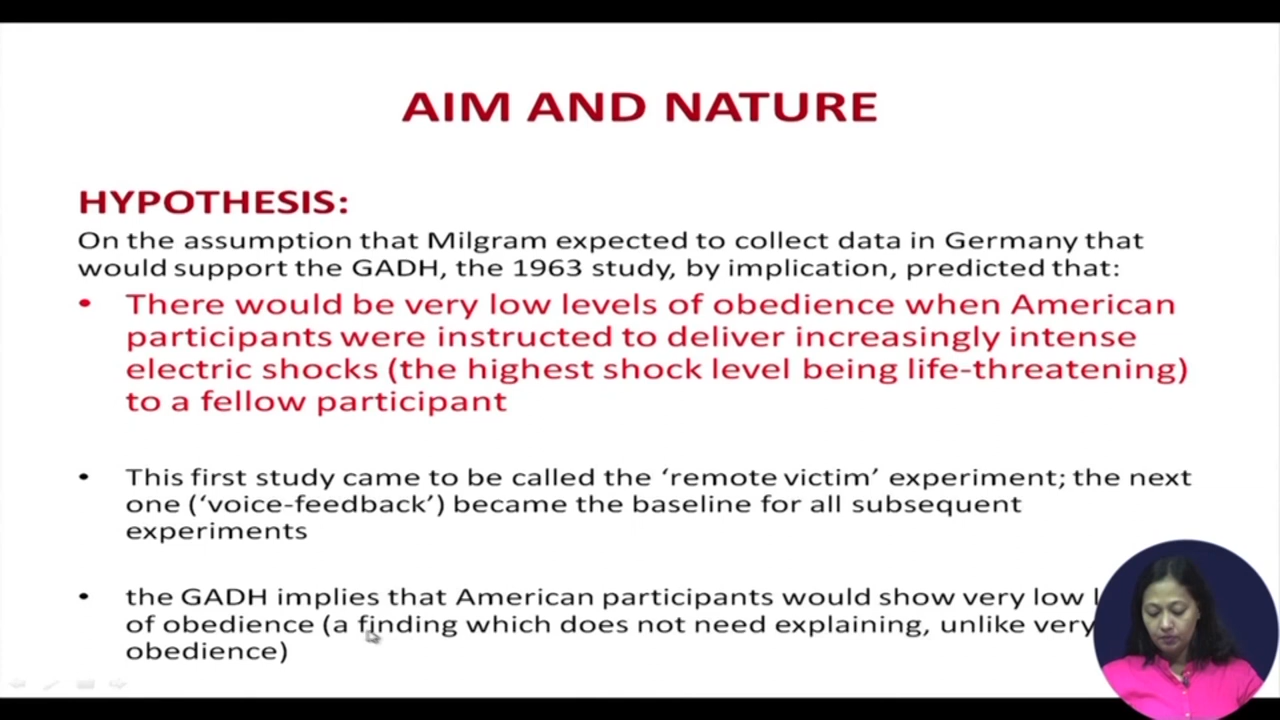 AIM AND NATURE
HYPOTHESIS:
On the assumption that Milgram expected to collect data in Germany that
would support the GADH, the 1963 study, by implication, predicted that:
• There would be very low levels of obedience when American
participants were instructed to deliver increasingly intense
electric shocks (the highest shock level being life-threatening)
to a fellow participant
• This first study came to be called the ‘remote victim’ experiment; the next
one (‘voice-feedback’) became the baseline for all subsequent
experiments
• the GADH implies that American participants would show very low
of obedience (a finding which does not need explaining, unlike very
obedience)